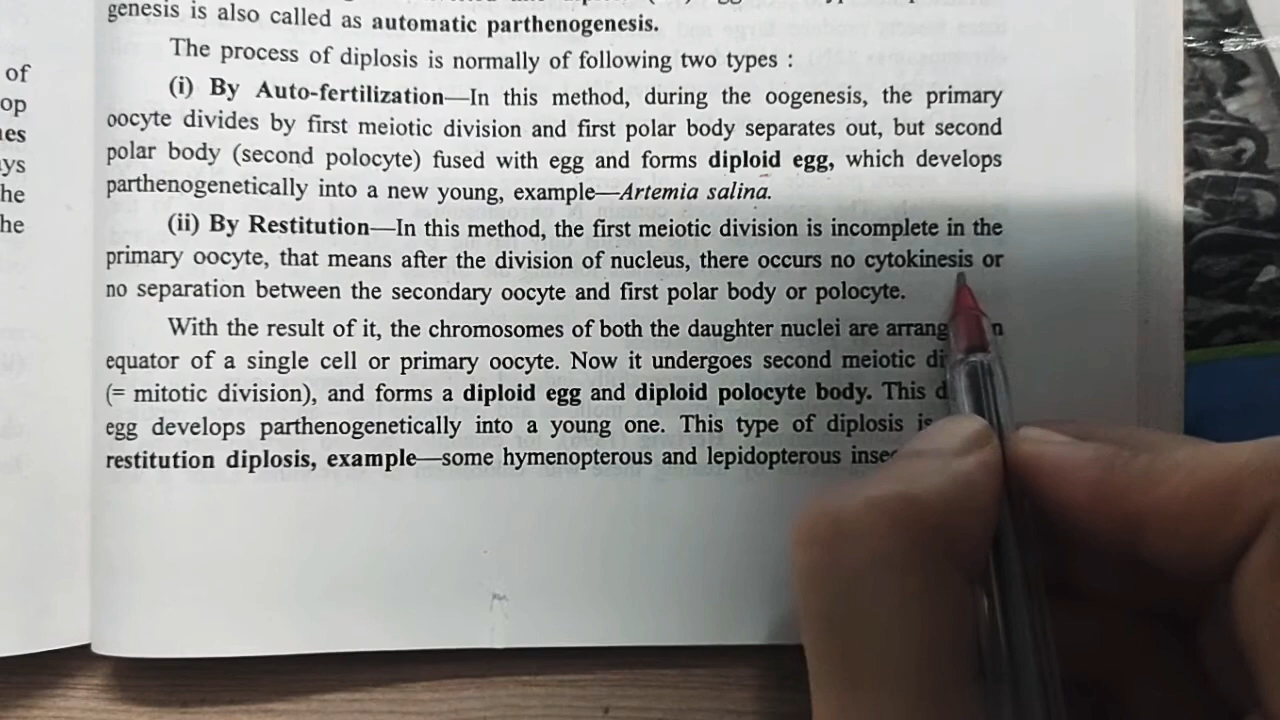 genesis is also called as automatic parthenogenesis.
The process of diplosis is normally of following two types :
(i) By Auto-fertilization—In this method, during the oogenesis, the primary
oocyte divides by first meiotic division and first polar body separates out, but second
polar body (second polocyte) fused with egg and forms diploid egg, which develops
parthenogenetically into a new young, example—Artemia salina.
(ii) By Restitution—In this method, the first meiotic division is incomplete in the
primary oocyte, that means after the division of nucleus, there occurs no cytokinesis or
no separation between the secondary oocyte and first polar body or polocyte.
With the result of it, the chromosomes of both the daughter nuclei are
equator of a single cell or primary oocyte. Now it undergoes second meiotic
(= mitotic division), and forms a diploid egg and diploid polocyte body. This
egg develops parthenogenetically into a young one. This type of diplosis
restitution diplosis, example—some hymenopterous and lepidopterous
of
op
he
he